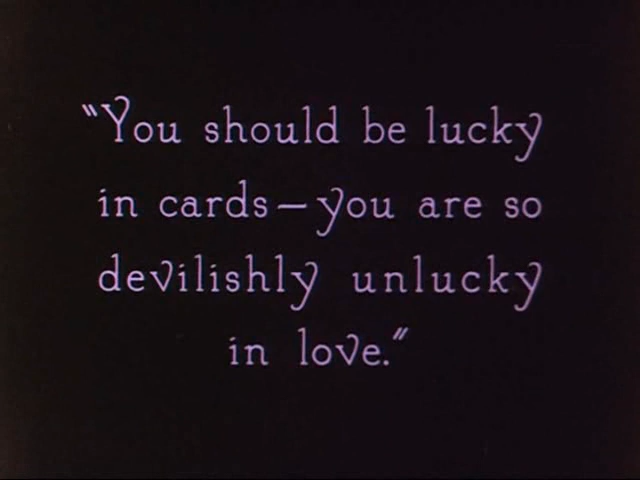 "You should be lucky
in cards—you are so
devilishly unlucky
in love."